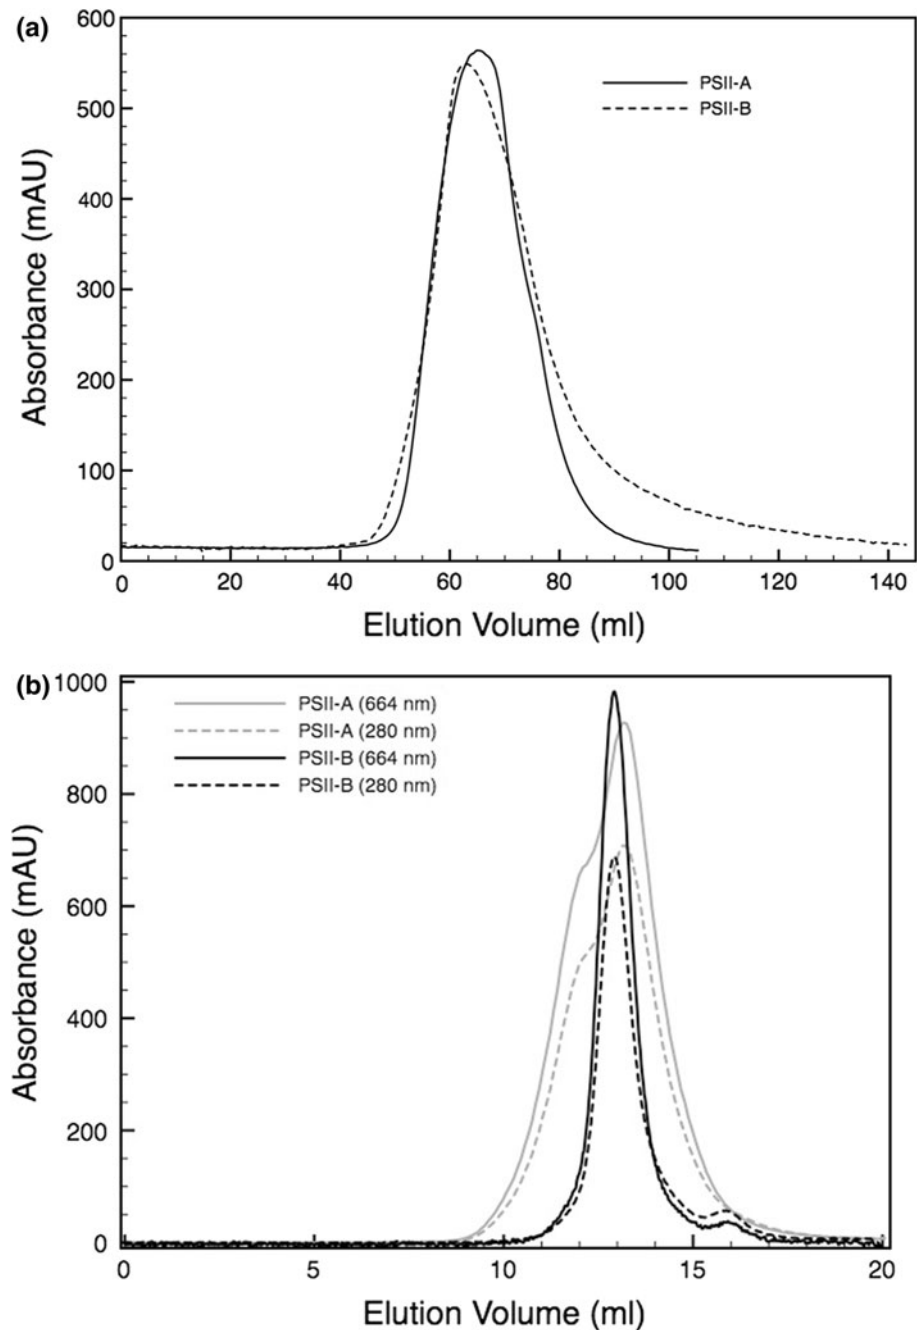 (a)
600
500
400
300
200
100
0
Absorbance (mAU)
PSII-A
PSII-B
0 20 40 60 80 100 120 140
Elution Volume (ml)
(b)
1000
800
600
400
200
0
Absorbance (mAU)
PSII-A (664 nm)
PSII-A (280 nm)
PSII-B (664 nm)
PSII-B (280 nm)
0 5 10 15 20
Elution Volume (ml)